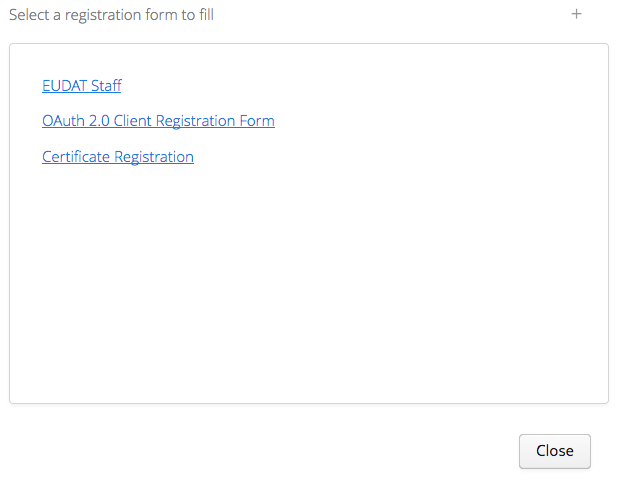 Select a registration form to fill
EUDAT Staff
OAuth 2.0 Client Registration Form
Certificate Registration
Close